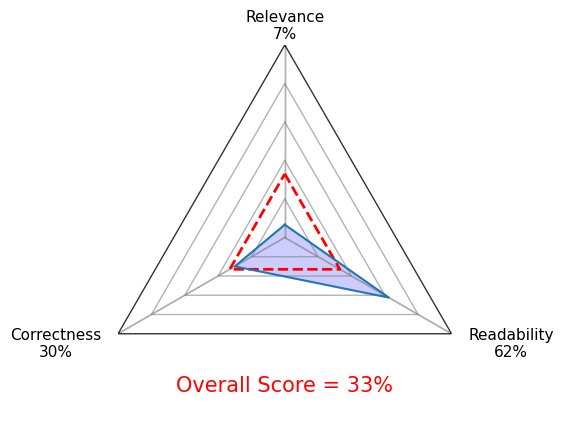 Relevance
7%
Correctness
30%
Readability
62%
Overall Score = 33%